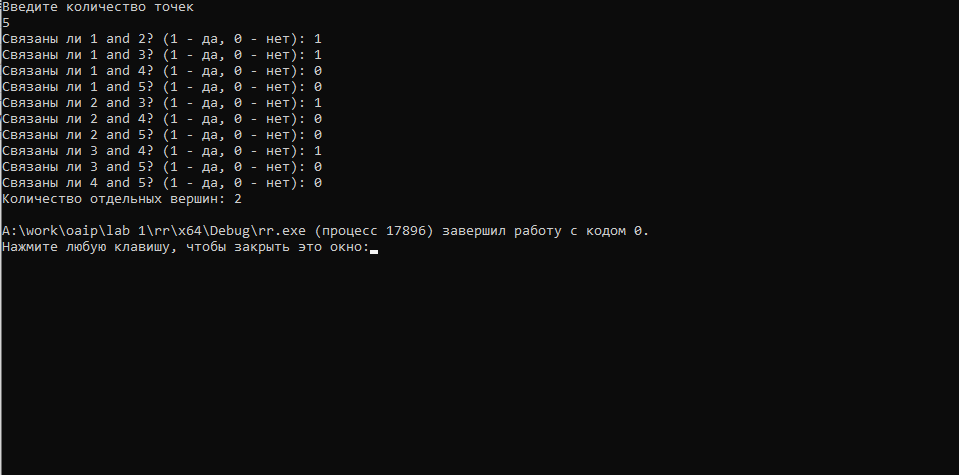 Введите количество точек
5
Связаны ли 1 and 2? (1 - да, 0 - нет): 1
Связаны ли 1 and 3? (1 - да, 0 - нет): 1
Связаны ли 1 and 4? (1 - да, 0 - нет): 0
Связаны ли 1 and 5? (1 - да, 0 - нет): 0
Связаны ли 2 and 3? (1 - да, 0 - нет): 1
Связаны ли 2 and 4? (1 - да, 0 - нет): 0
Связаны ли 2 and 5? (1 - да, 0 - нет): 0
Связаны ли 3 and 4? (1 - да, 0 - нет): 1
Связаны ли 3 and 5? (1 - да, 0 - нет): 0
Связаны ли 4 and 5? (1 - да, 0 - нет): 0
Количество отдельных вершин: 2
A:\work\oaip\lab 1\rr\x64\Debug\rr.exe (процесс 17896) завершил работу с кодом 0.
Нажмите любую клавишу, чтобы закрыть это окно: